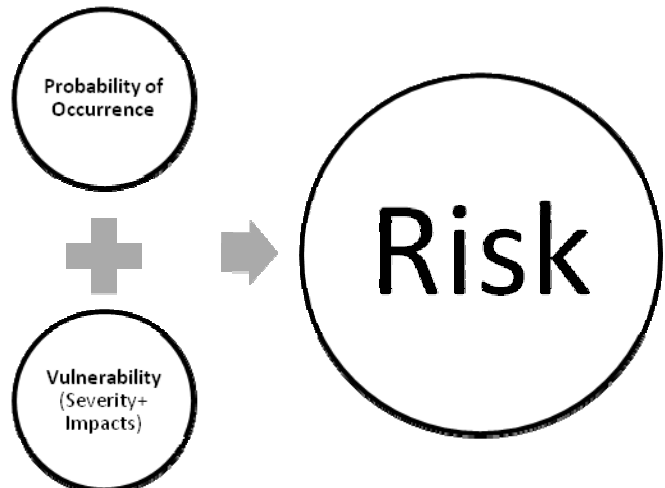 Probability of
Occurrence
Vulnerability
(Severity+
Impacts)
Risk